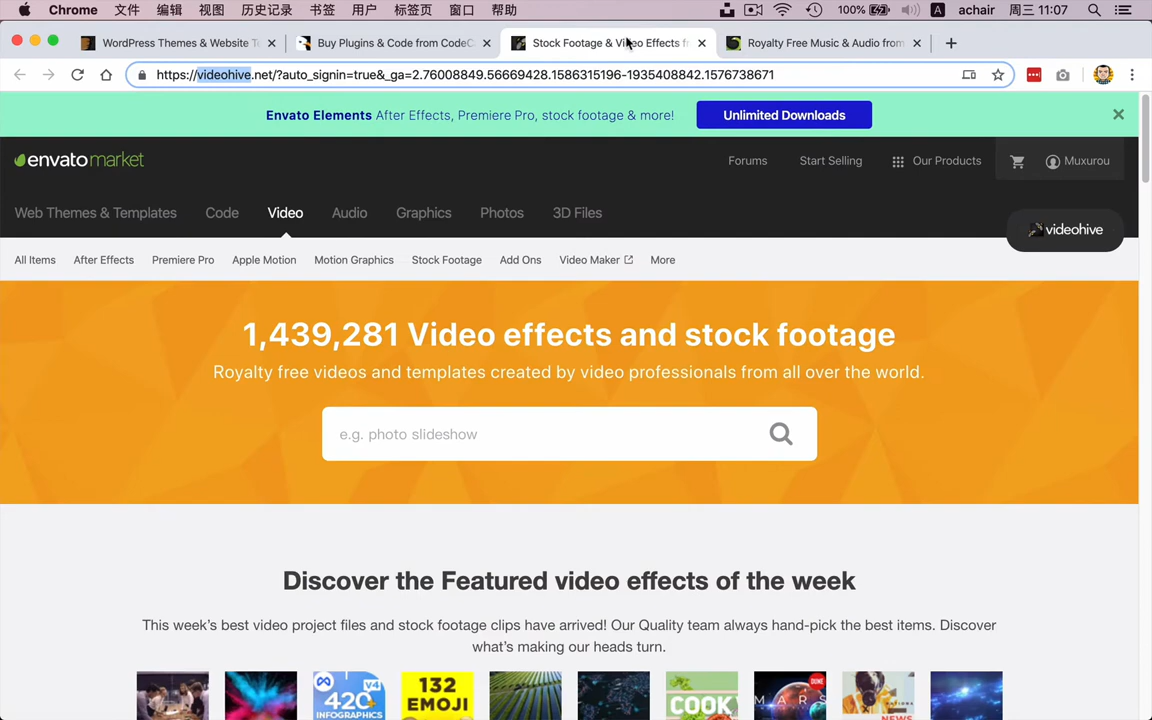 Chrome 文件 编辑 视图 历史记录 书签 用户 标签页 窗口 帮助 100% A achair 周三 11:07
WordPress Themes & Website T Buy Plugins & Code from CodeC Stock Footage & Video Effects fr Royalty Free Music & Audio from
https://videohive.net/?auto_signin=true&_ga=2.76008849.56669428.1586315196-1935408842.1576738671
Envato Elements After Effects, Premiere Pro, stock footage & more! Unlimited Downloads
envatomarket Forums Start Selling Our Products Muxurou
Web Themes & Templates Code Video Audio Graphics Photos 3D Files
videohive
All Items After Effects Premiere Pro Apple Motion Motion Graphics Stock Footage Add Ons Video Maker More
1,439,281 Video effects and stock footage
Royalty free videos and templates created by video professionals from all over the world.
e.g. photo slideshow
Discover the Featured video effects of the week
This week's best video project files and stock footage clips have arrived! Our Quality team always hand-pick the best items. Discover
what's making our heads turn.
V4
420+
INFOGRAPHICS
132
EMOJI
COOK
MARS
DUNE
NEWS